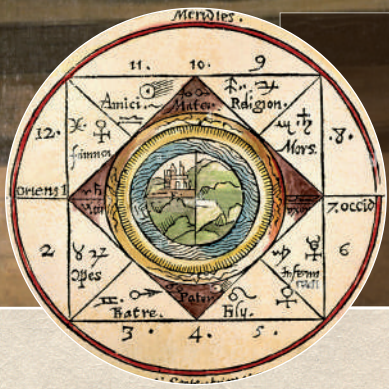 Meridies.
11. 10. 9
Amici. Mater. Religion.
12. Mors. 8.
Oriens 1 7. occid
2 6
Opes
Fratre. Pater Fily.
3. 4. 5.